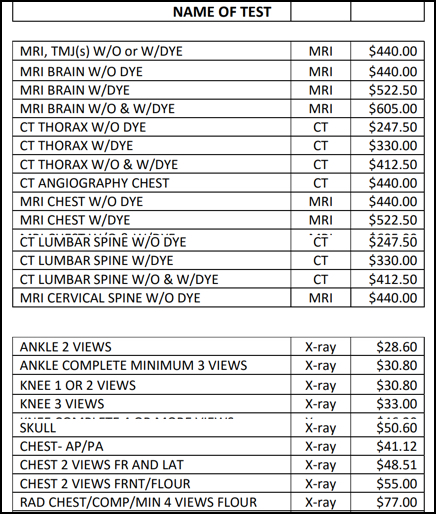 NAME OF TEST
MRI, TMJ(s) W/O or W/DYE MRI $440.00
MRI BRAIN W/O DYE MRI $440.00
MRI BRAIN W/DYE MRI $522.50
MRI BRAIN W/O & W/DYE MRI $605.00
CT THORAX W/O DYE CT $247.50
CT THORAX W/DYE CT $330.00
CT THORAX W/O & W/DYE CT $412.50
CT ANGIOGRAPHY CHEST CT $440.00
MRI CHEST W/O DYE MRI $440.00
MRI CHEST W/DYE MRI $522.50
CT LUMBAR SPINE W/O DYE CT $247.50
CT LUMBAR SPINE W/DYE CT $330.00
CT LUMBAR SPINE W/O & W/DYE CT $412.50
MRI CERVICAL SPINE W/O DYE MRI $440.00
ANKLE 2 VIEWS X-ray $28.60
ANKLE COMPLETE MINIMUM 3 VIEWS X-ray $30.80
KNEE 1 OR 2 VIEWS X-ray $30.80
KNEE 3 VIEWS X-ray $33.00
SKULL X-ray $50.60
CHEST- AP/PA X-ray $41.12
CHEST 2 VIEWS FR AND LAT X-ray $48.51
CHEST 2 VIEWS FRNT/FLOUR X-ray $55.00
RAD CHEST/COMP/MIN 4 VIEWS FLOUR X-ray $77.00